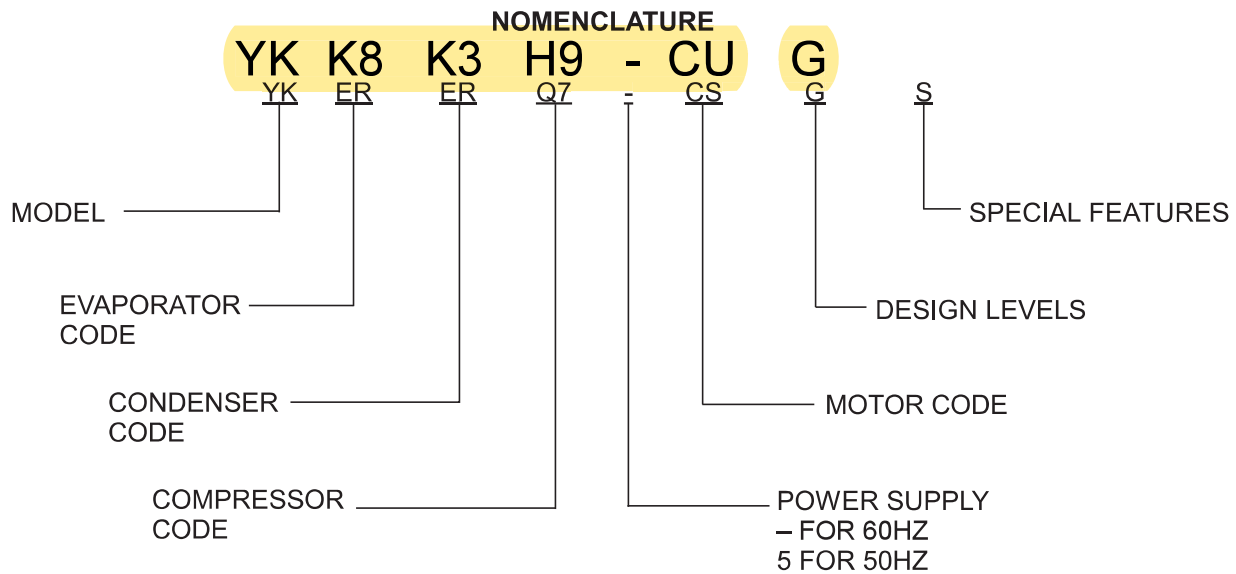 NOMENCLATURE
YK K8 K3 H9 - CU G
YK ER ER Q7 - CS G S
MODEL
SPECIAL FEATURES
EVAPORATOR
CODE
DESIGN LEVELS
CONDENSER
CODE
MOTOR CODE
COMPRESSOR
CODE
POWER SUPPLY
– FOR 60HZ
5 FOR 50HZ